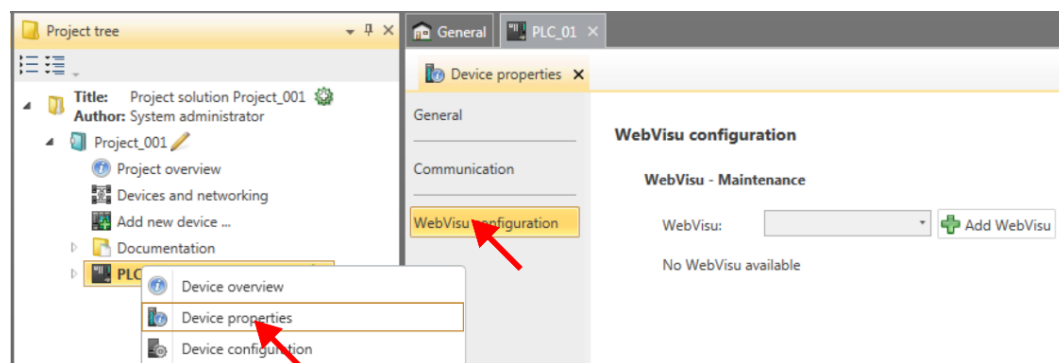 Project tree
Title: Project solution Project_001
Author: System administrator
Project_001
Project overview
Devices and networking
Add new device ...
Documentation
PLC
Device overview
Device properties
Device configuration
General
PLC_01
Device properties
General
Communication
WebVisu configuration
WebVisu configuration
WebVisu - Maintenance
WebVisu:
Add WebVisu
No WebVisu available